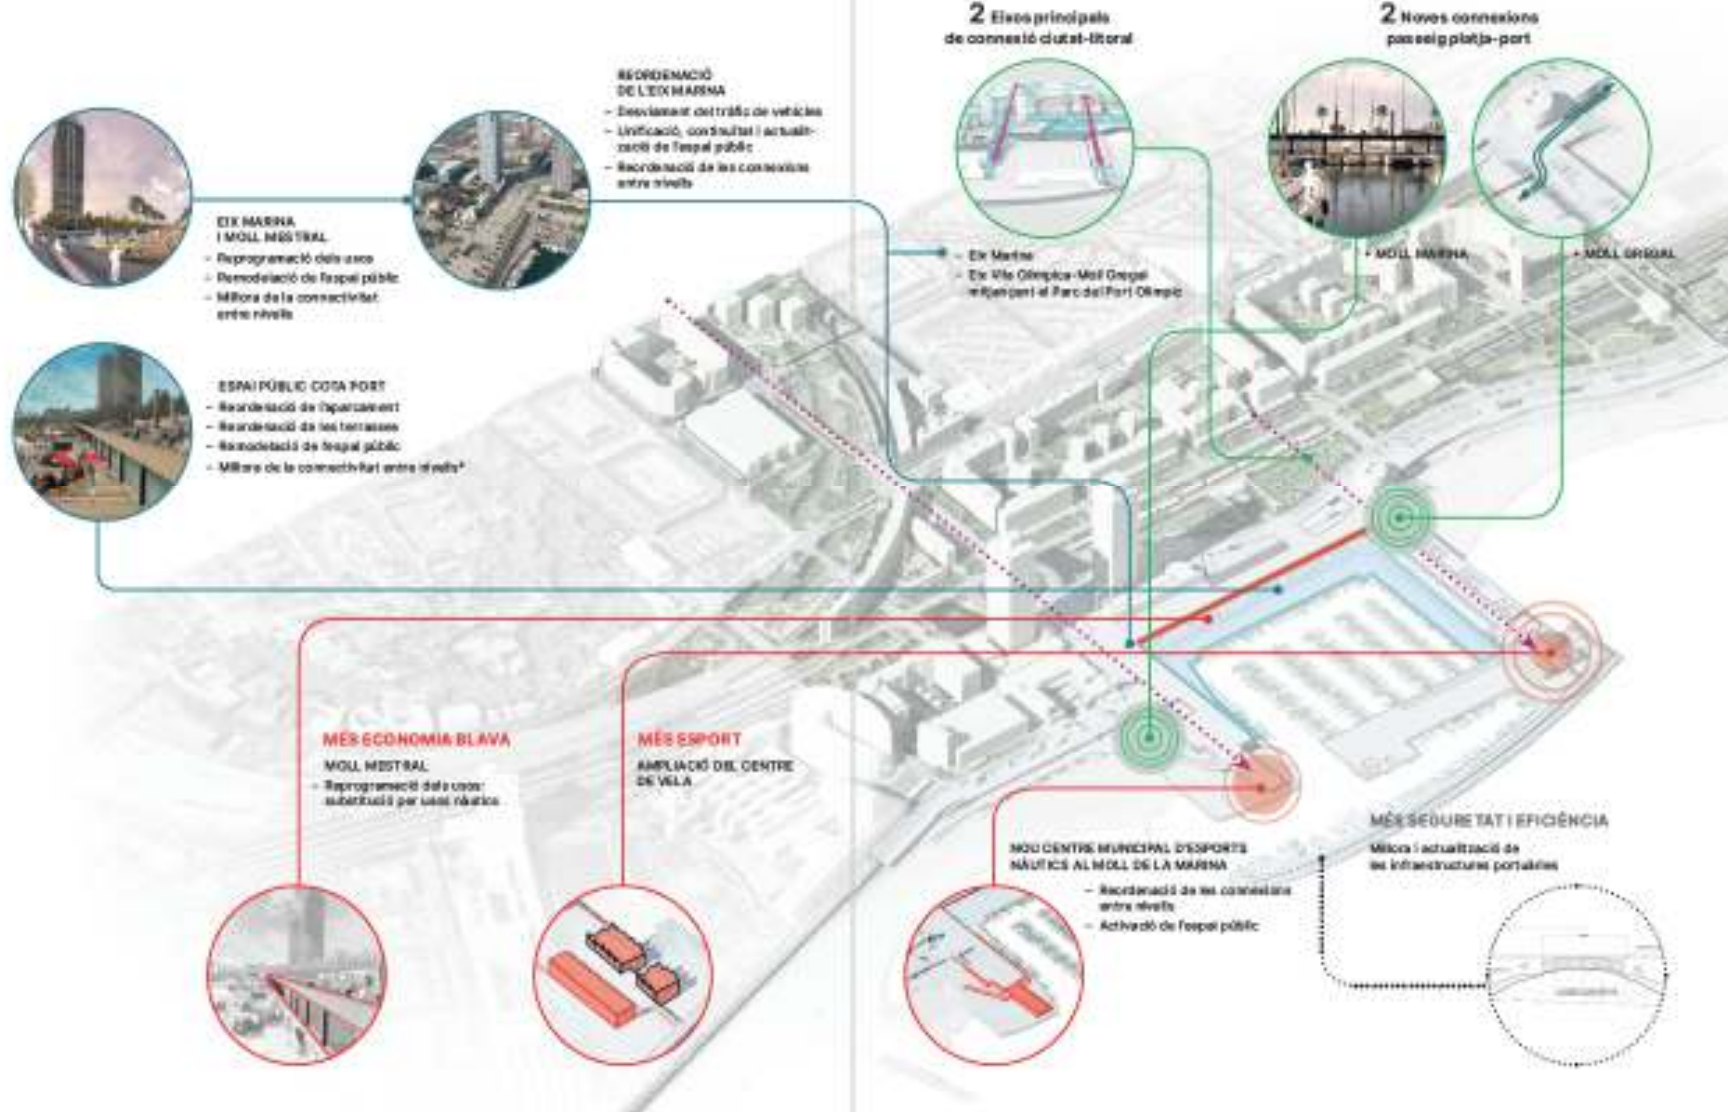 2 Eixos principals
de connexió ciutat-litoral
2 Noves connexions
passeig platja-port
REORDENACIÓ
DE L'EIX MARINA
– Desviament del tràfic de vehicles
– Unificació, continuïtat i actualit-
zació de l'espai públic
– Reordenació de les connexions
entre nivells
EIX MARINA
I MOLL MESTRAL
– Reprogramació dels usos
– Remodelació de l'espai públic
– Millora de la connectivitat
entre nivells
– Eix Marina
– Eix Vila Olímpica-Moll Gregal
mitjançant el Parc del Port Olímpic
• MOLL MARINA
• MOLL GREGAL
ESPAI PÚBLIC COTA PORT
– Reordenació de l'aparcament
– Reordenació de les terrasses
– Remodelació de l'espai públic
– Millora de la connectivitat entre nivells*
MÉS ECONOMIA BLAVA
MOLL MESTRAL
– Reprogramació dels usos:
substitució per usos nàutics
MÉS ESPORT
AMPLIACIÓ DEL CENTRE
DE VELA
NOU CENTRE MUNICIPAL D'ESPORTS
NÀUTICS AL MOLL DE LA MARINA
– Reordenació de les connexions
entre nivells
– Activació de l'espai públic
MÉS SEGURETAT I EFICIÈNCIA
Millora i actualització de
les infraestructures portuàries